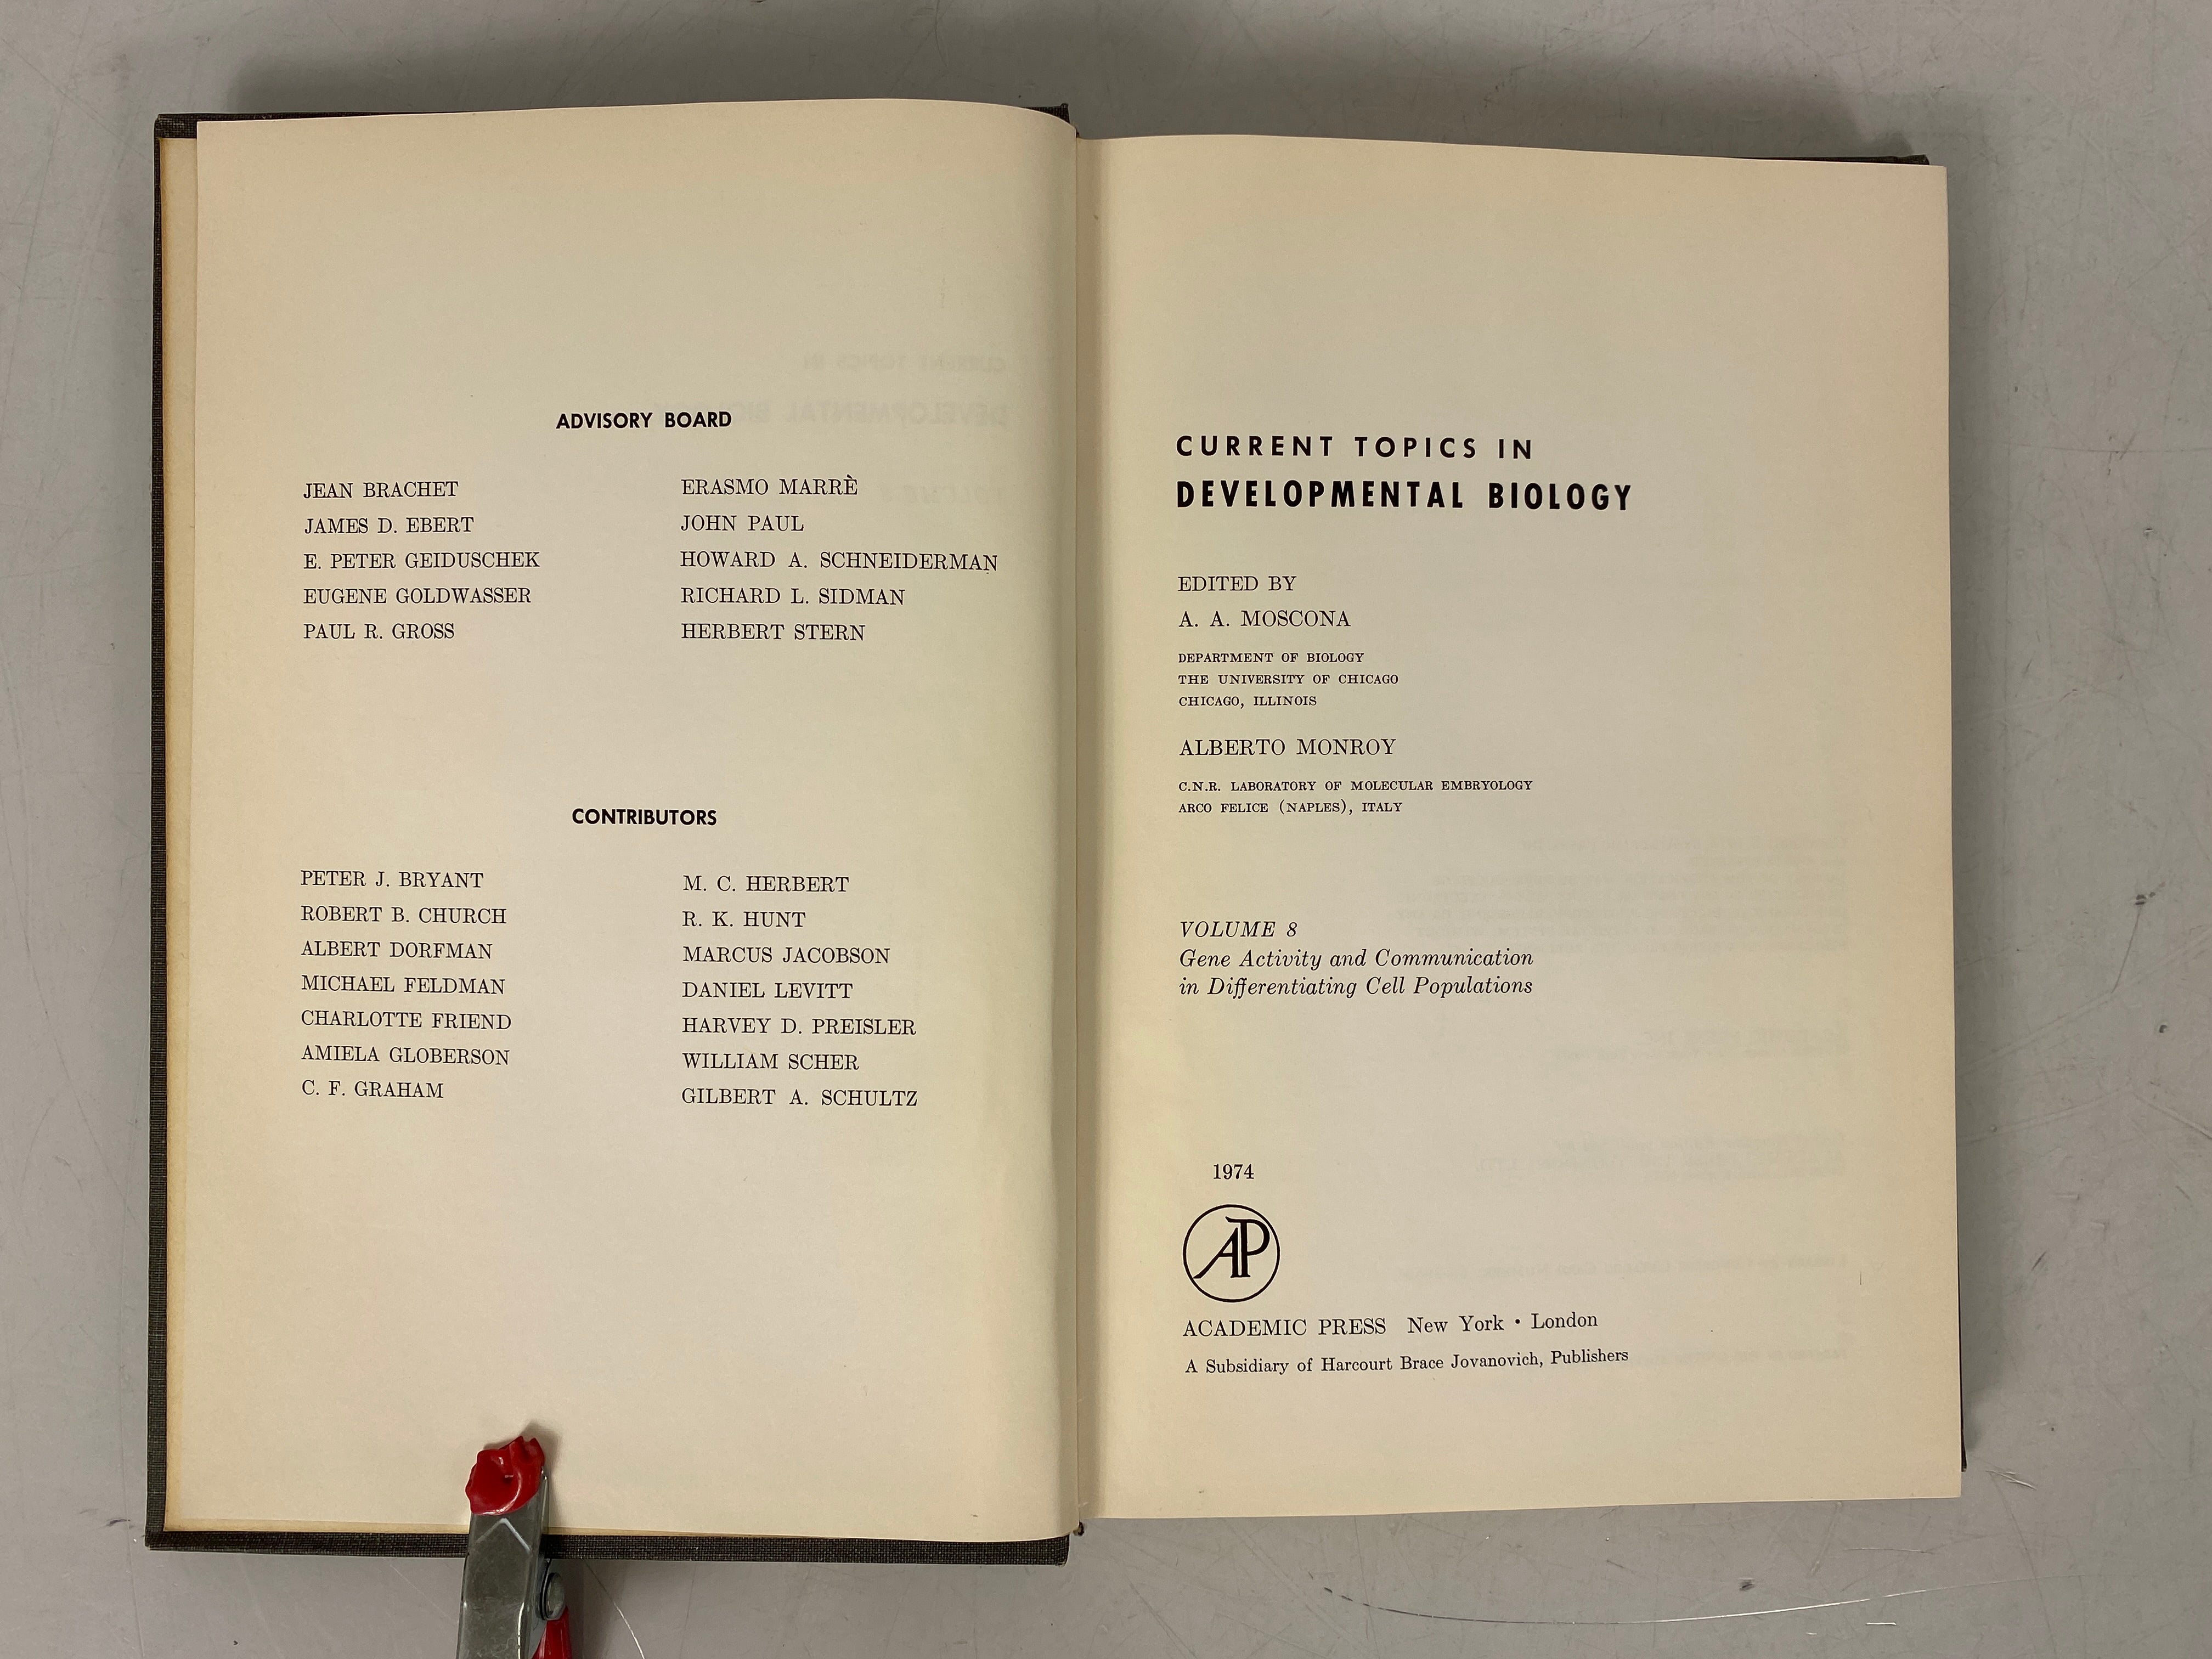 ADVISORY BOARD
JEAN BRACHET
JAMES D. EBERT
E. PETER GEIDUSCHEK
EUGENE GOLDWASSER
PAUL R. GROSS
ERASMO MARRÈ
JOHN PAUL
HOWARD A. SCHNEIDERMAN
RICHARD L. SIDMAN
HERBERT STERN
CONTRIBUTORS
PETER J. BRYANT
ROBERT B. CHURCH
ALBERT DORFMAN
MICHAEL FELDMAN
CHARLOTTE FRIEND
AMIELA GLOBERSON
C. F. GRAHAM
M. C. HERBERT
R. K. HUNT
MARCUS JACOBSON
DANIEL LEVITT
HARVEY D. PREISLER
WILLIAM SCHER
GILBERT A. SCHULTZ
CURRENT TOPICS IN
DEVELOPMENTAL BIOLOGY
EDITED BY
A. A. MOSCONA
DEPARTMENT OF BIOLOGY
THE UNIVERSITY OF CHICAGO
CHICAGO, ILLINOIS
ALBERTO MONROY
C.N.R. LABORATORY OF MOLECULAR EMBRYOLOGY
ARCO FELICE (NAPLES), ITALY
VOLUME 8
Gene Activity and Communication
in Differentiating Cell Populations
1974
AP
ACADEMIC PRESS New York • London
A Subsidiary of Harcourt Brace Jovanovich, Publishers